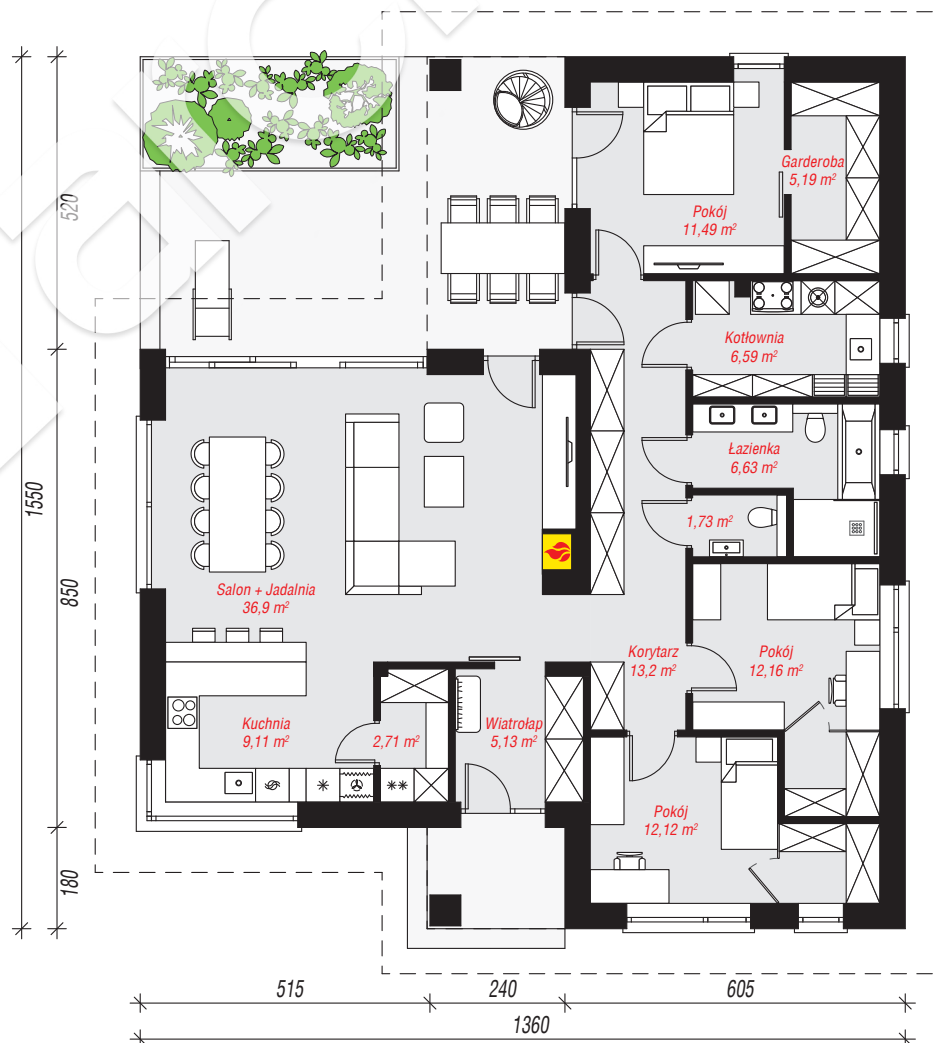 Garderoba
5,19 m²
Pokój
11,49 m²
520
Kotłownia
6,59 m²
Łazienka
6,63 m²
1550
1,73 m²
850
Salon + Jadalnia
36,9 m²
Korytarz
13,2 m²
Pokój
12,16 m²
Kuchnia
9,11 m²
2,71 m²
Wiatrołap
5,13 m²
Pokój
12,12 m²
180
515
240
605
1360